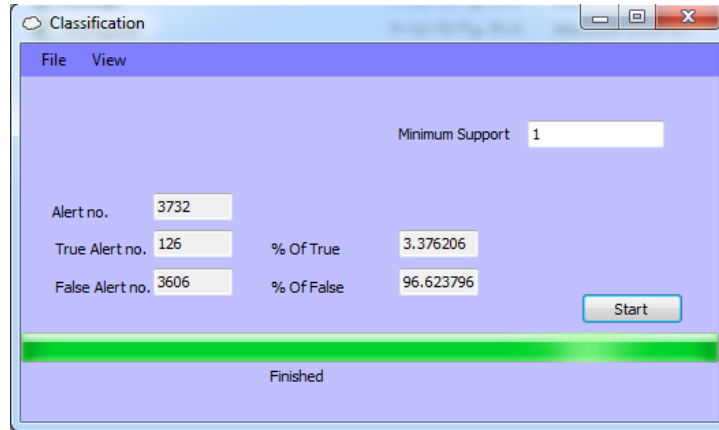 Classification
File View
Minimum Support 1
Alert no. 3732
True Alert no. 126 % Of True 3.376206
False Alert no. 3606 % Of False 96.623796
Start
Finished